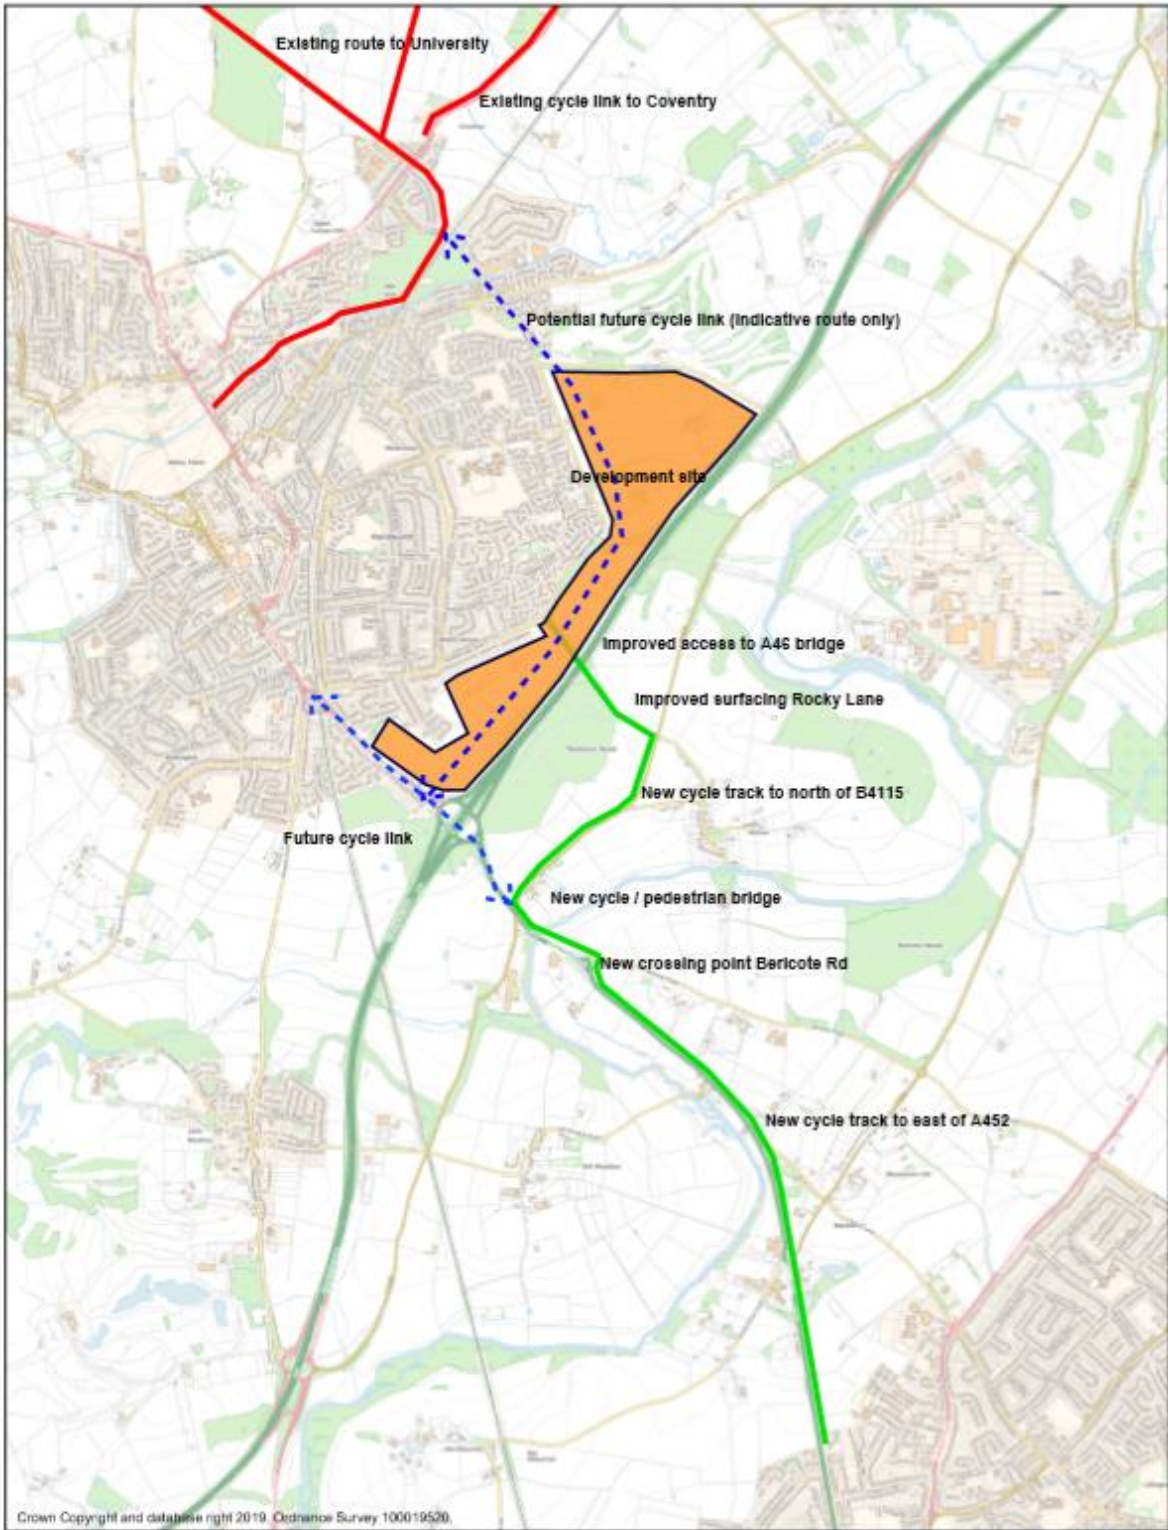 Existing route to University
Existing cycle link to Coventry
Potential future cycle link (indicative route only)
Development site
Improved access to A46 bridge
Improved surfacing Rocky Lane
New cycle track to north of B4115
Future cycle link
New cycle / pedestrian bridge
New crossing point Bericote Rd
New cycle track to east of A452
Crown Copyright and database right 2019. Ordnance Survey 100019520.